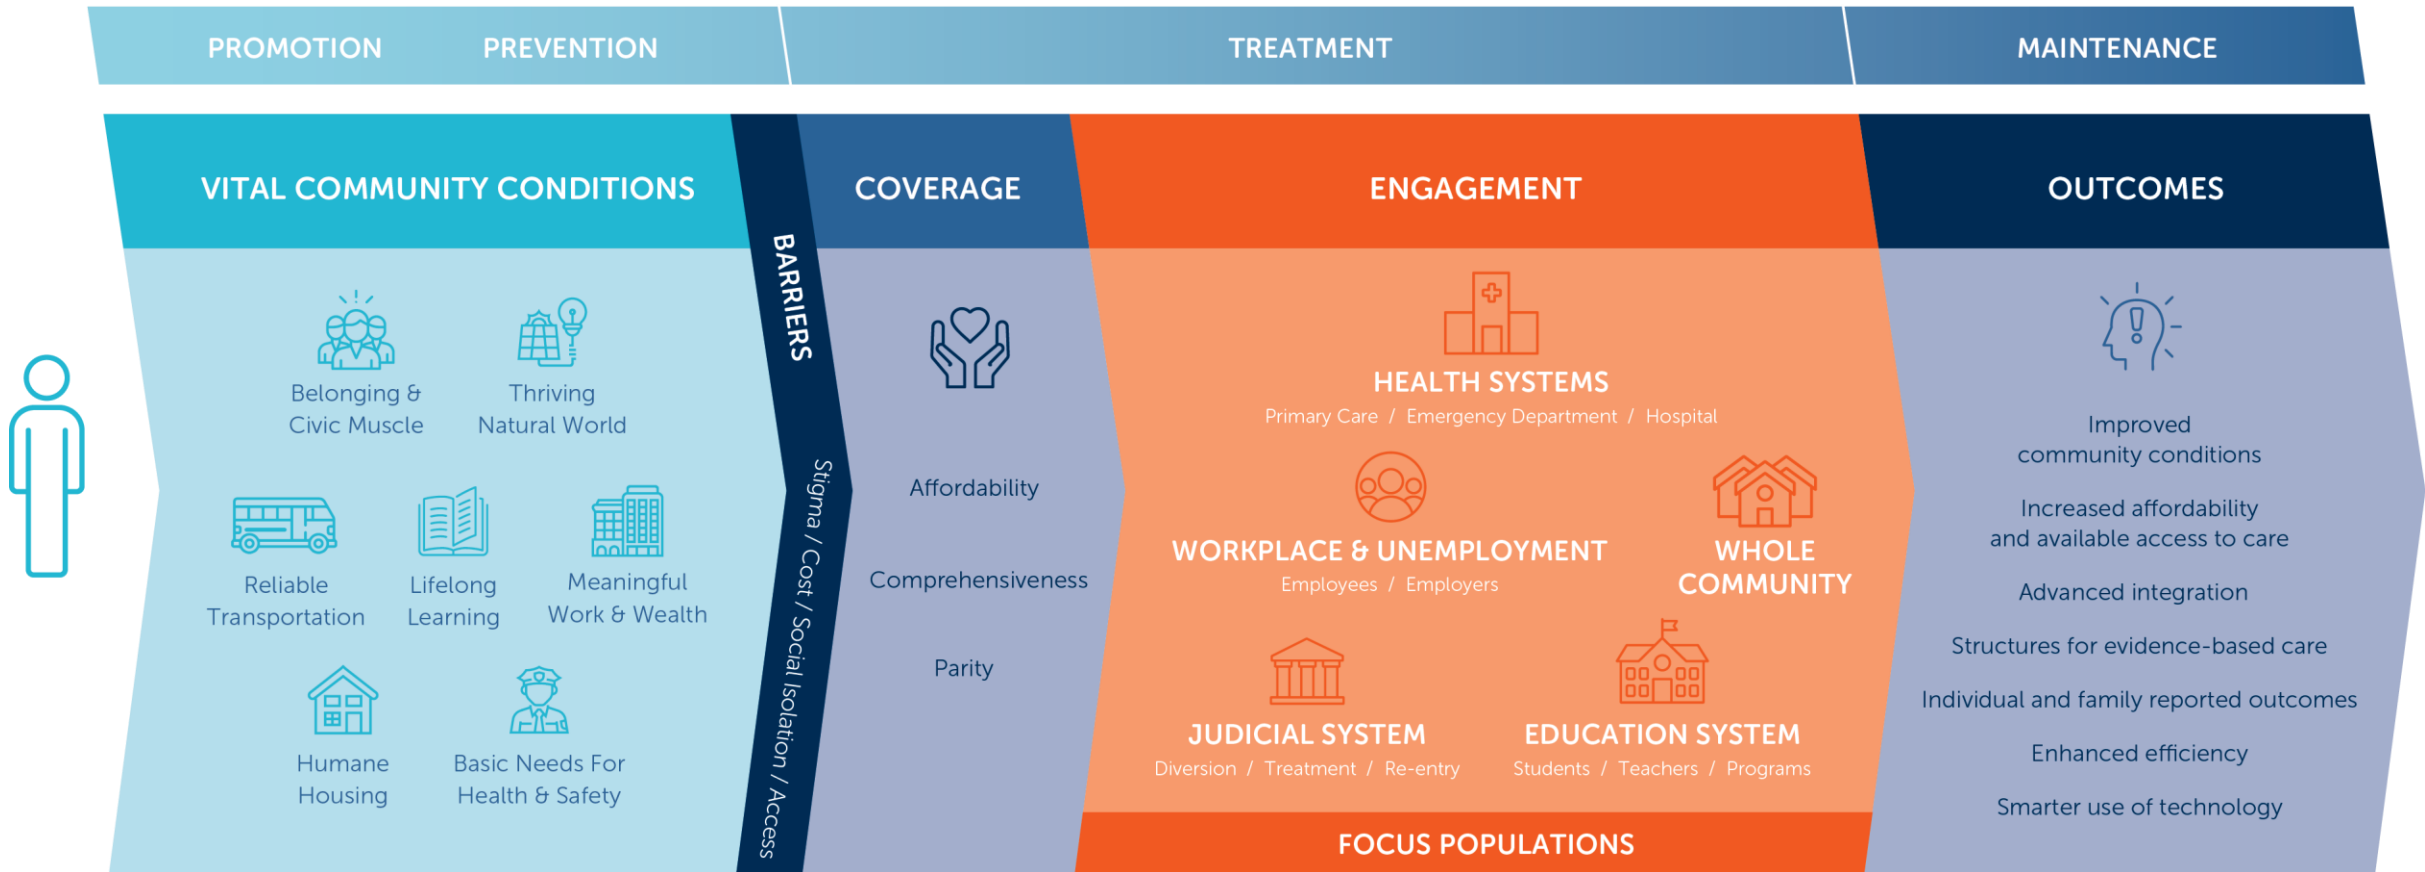 PROMOTION
PREVENTION
TREATMENT
MAINTENANCE
VITAL COMMUNITY CONDITIONS
Belonging &
Civic Muscle
Thriving
Natural World
Reliable
Transportation
Lifelong
Learning
Meaningful
Work & Wealth
Humane
Housing
Basic Needs For
Health & Safety
BARRIERS
Stigma / Cost / Social Isolation / Access
COVERAGE
Affordability
Comprehensiveness
Parity
ENGAGEMENT
HEALTH SYSTEMS
Primary Care / Emergency Department / Hospital
WORKPLACE & UNEMPLOYMENT
Employees / Employers
WHOLE
COMMUNITY
JUDICIAL SYSTEM
Diversion / Treatment / Re-entry
EDUCATION SYSTEM
Students / Teachers / Programs
FOCUS POPULATIONS
OUTCOMES
Improved
community conditions
Increased affordability
and available access to care
Advanced integration
Structures for evidence-based care
Individual and family reported outcomes
Enhanced efficiency
Smarter use of technology